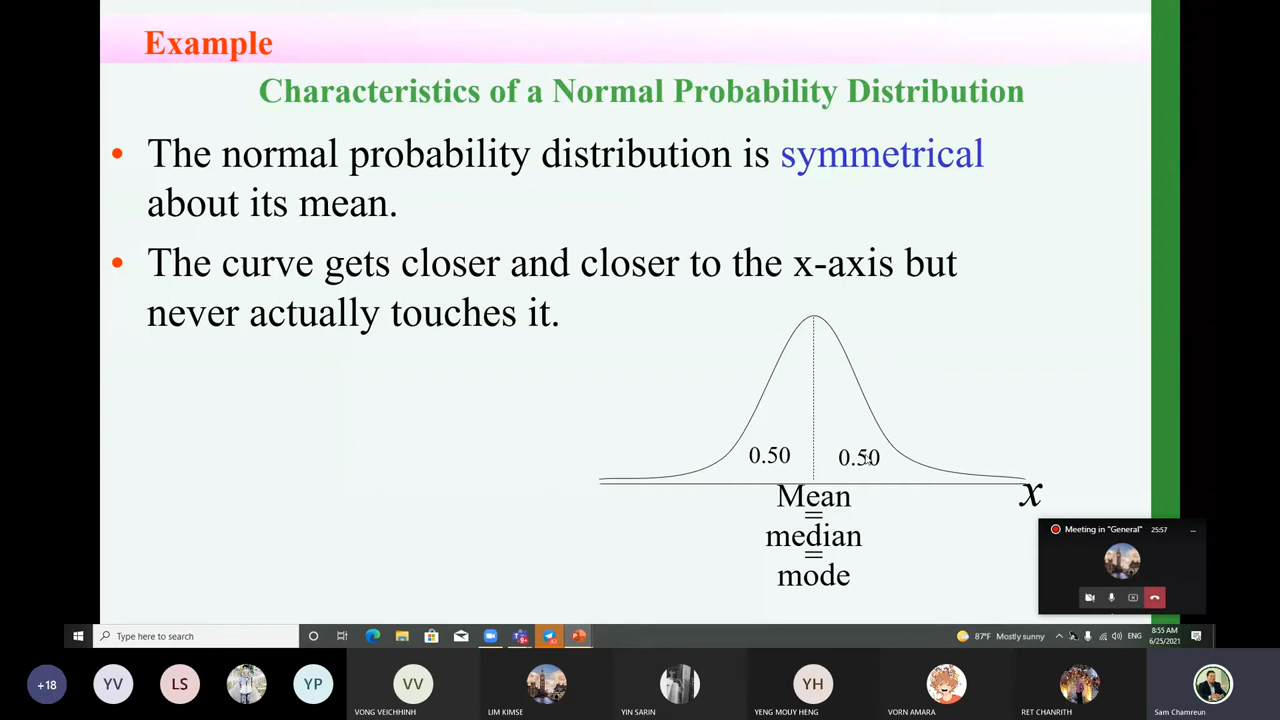 Example
Characteristics of a Normal Probability Distribution
• The normal probability distribution is symmetrical
about its mean.
• The curve gets closer and closer to the x-axis but
never actually touches it.
0.50
0.50
x
Mean
=
median
=
mode
Meeting in "General" 25:57
Type here to search
87°F Mostly sunny
ENG
8:55 AM
6/25/2021
+18
YV
LS
YP
VV
VONG VEICHHINH
LIM KIMSE
YIN SARIN
YH
YENG MOUY HENG
VORN AMARA
RET CHANRITH
Sam Chamreun